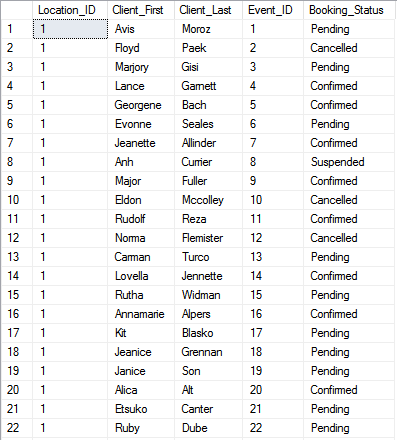 Location_ID Client_First Client_Last Event_ID Booking_Status
1 1 Avis Moroz 1 Pending
2 1 Floyd Paek 2 Cancelled
3 1 Marjory Gisi 3 Pending
4 1 Lance Garnett 4 Confirmed
5 1 Georgene Bach 5 Confirmed
6 1 Evonne Seales 6 Pending
7 1 Jeanette Allinder 7 Confirmed
8 1 Anh Currier 8 Suspended
9 1 Major Fuller 9 Confirmed
10 1 Eldon Mccolley 10 Cancelled
11 1 Rudolf Reza 11 Confirmed
12 1 Norma Flemister 12 Cancelled
13 1 Carman Turco 13 Pending
14 1 Lovella Jennette 14 Confirmed
15 1 Rutha Widman 15 Pending
16 1 Annamarie Alpers 16 Confirmed
17 1 Kit Blasko 17 Pending
18 1 Jeanice Grennan 18 Pending
19 1 Janice Son 19 Pending
20 1 Alica Alt 20 Confirmed
21 1 Etsuko Canter 21 Pending
22 1 Ruby Dube 22 Pending